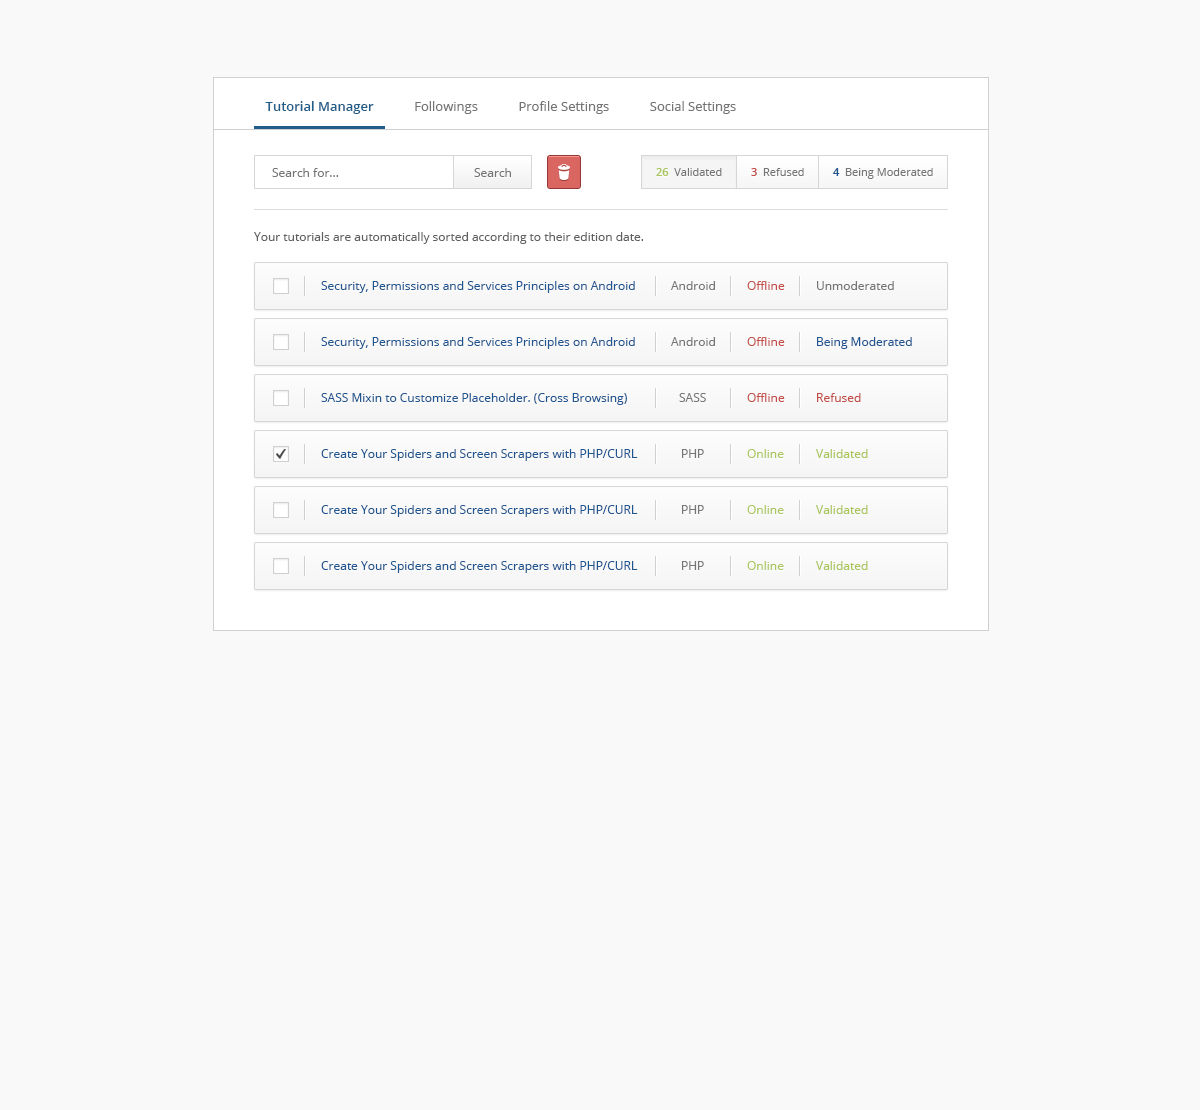 Tutorial Manager Followings Profile Settings Social Settings
Search for... Search 26 Validated 3 Refused 4 Being Moderated
Your tutorials are automatically sorted according to their edition date.
Security, Permissions and Services Principles on Android Android Offline Unmoderated
Security, Permissions and Services Principles on Android Android Offline Being Moderated
SASS Mixin to Customize Placeholder. (Cross Browsing) SASS Offline Refused
Create Your Spiders and Screen Scrapers with PHP/CURL PHP Online Validated
Create Your Spiders and Screen Scrapers with PHP/CURL PHP Online Validated
Create Your Spiders and Screen Scrapers with PHP/CURL PHP Online Validated